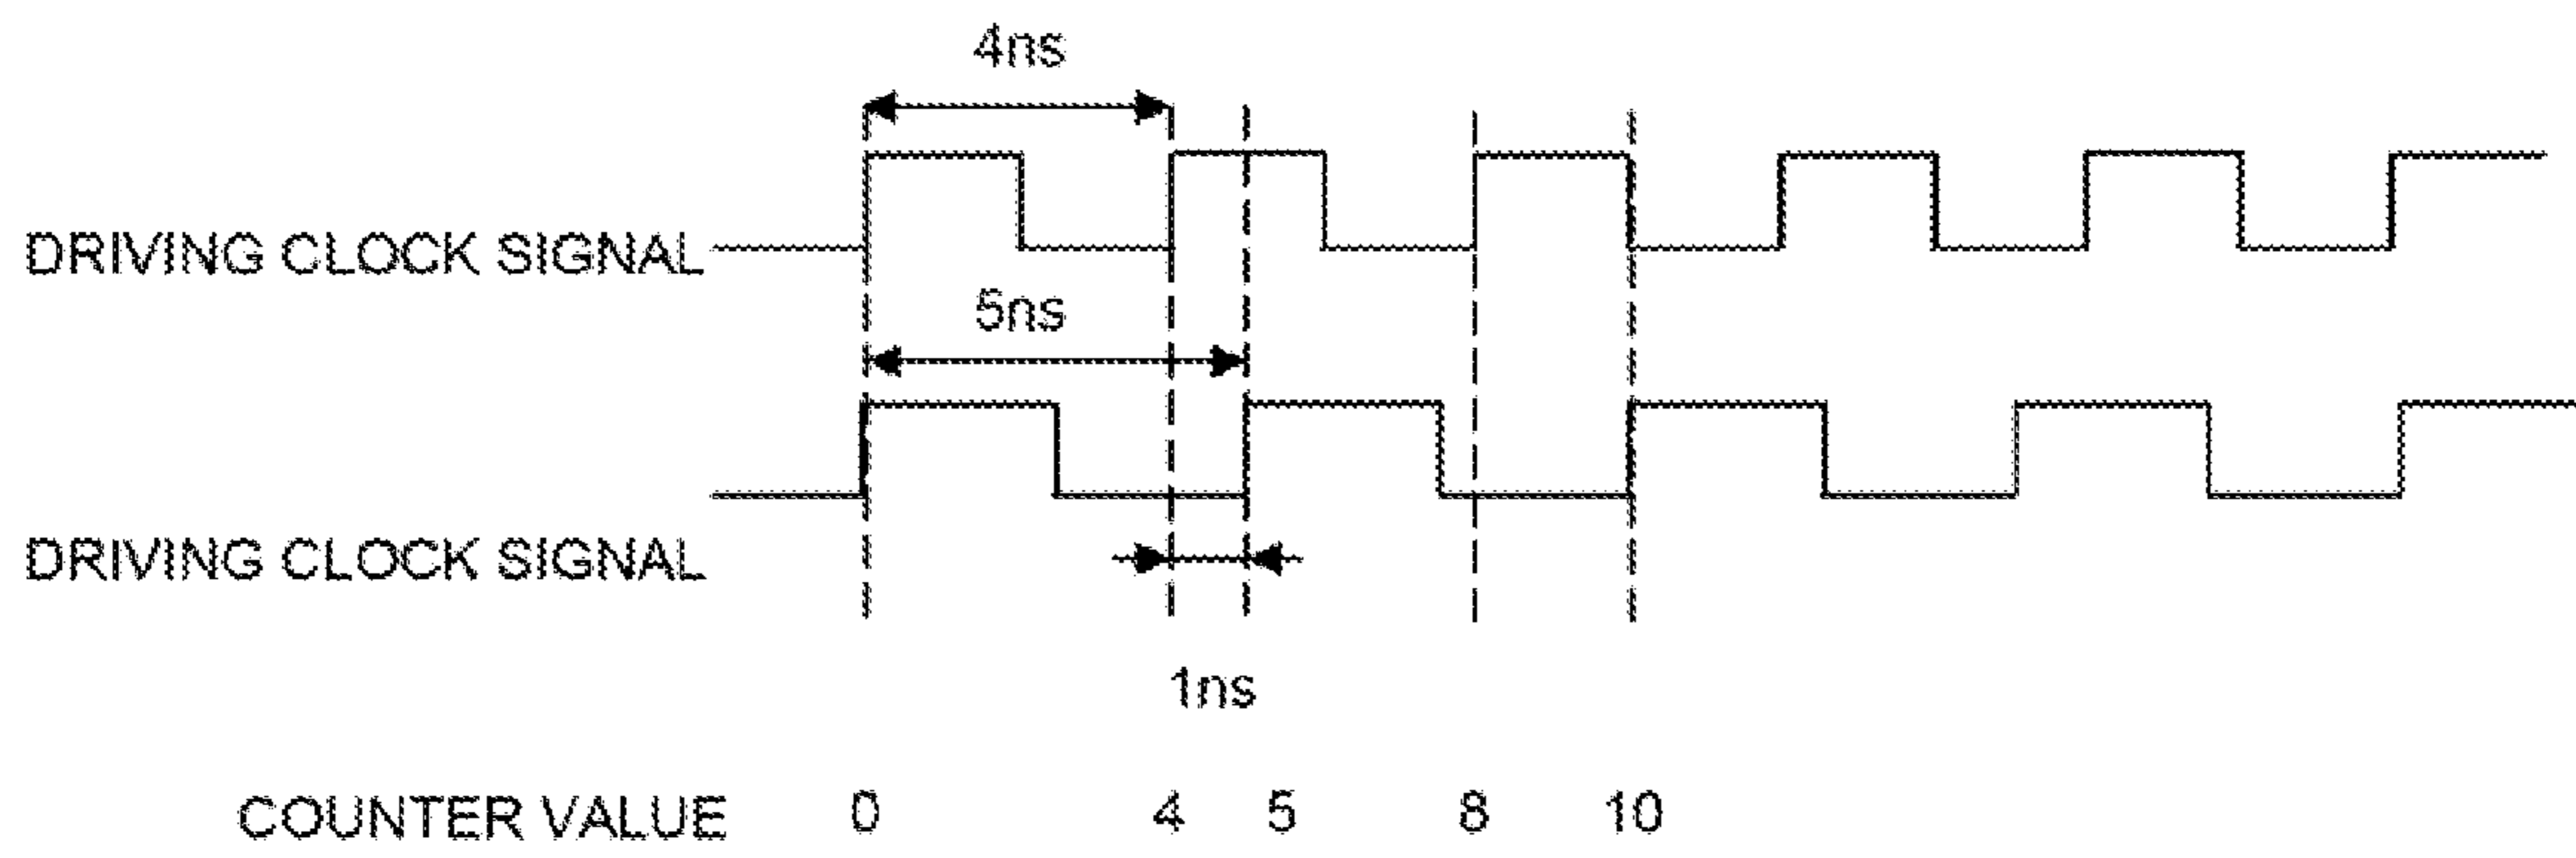 4ns
DRIVING CLOCK SIGNAL
5ns
DRIVING CLOCK SIGNAL
1ns
COUNTER VALUE 0 4 5 8 10